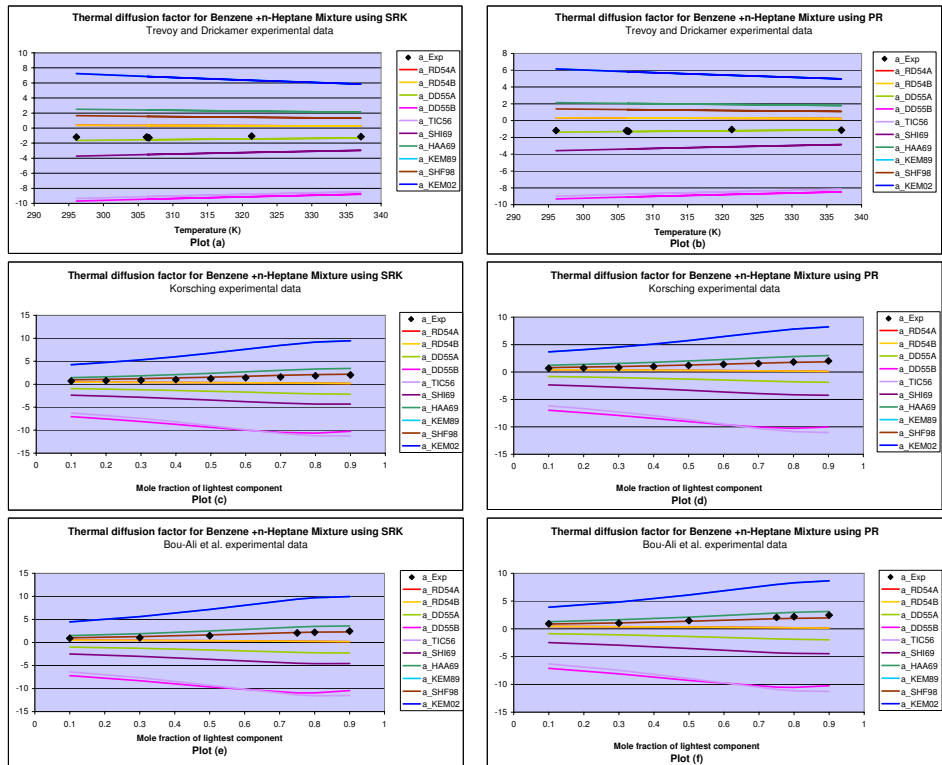 Thermal diffusion factor for Benzene +n-Heptane Mixture using SRK
Trevoy and Drickamer experimental data
10
8
6
4
2
0
-2
-4
-6
-8
-10
290
295
300
305
310
315
320
325
330
335
340
Temperature (K)
Plot (a)
a_Exp
a_RD54A
a_RD54B
a_DD55A
a_DD55B
a_TIC56
a_SHI69
a_HAA69
a_KEM89
a_SHF98
a_KEM02
Thermal diffusion factor for Benzene +n-Heptane Mixture using PR
Trevoy and Drickamer experimental data
8
6
4
2
0
-2
-4
-6
-8
-10
290
295
300
305
310
315
320
325
330
335
340
Temperature (K)
Plot (b)
a_Exp
a_RD54A
a_RD54B
a_DD55A
a_DD55B
a_TIC56
a_SHI69
a_HAA69
a_KEM89
a_SHF98
a_KEM02
Thermal diffusion factor for Benzene +n-Heptane Mixture using SRK
Korsching experimental data
15
10
5
0
-5
-10
-15
0
0.1
0.2
0.3
0.4
0.5
0.6
0.7
0.8
0.9
1
Mole fraction of lightest component
Plot (c)
a_Exp
a_RD54A
a_RD54B
a_DD55A
a_DD55B
a_TIC56
a_SHI69
a_HAA69
a_KEM89
a_SHF98
a_KEM02
Thermal diffusion factor for Benzene +n-Heptane Mixture using PR
Korsching experimental data
15
10
5
0
-5
-10
-15
0
0.1
0.2
0.3
0.4
0.5
0.6
0.7
0.8
0.9
1
Mole fraction of lightest component
Plot (d)
a_Exp
a_RD54A
a_RD54B
a_DD55A
a_DD55B
a_TIC56
a_SHI69
a_HAA69
a_KEM89
a_SHF98
a_KEM02
Thermal diffusion factor for Benzene +n-Heptane Mixture using SRK
Bou-Ali et al. experimental data
15
10
5
0
-5
-10
-15
0
0.1
0.2
0.3
0.4
0.5
0.6
0.7
0.8
0.9
1
Mole fraction of lightest component
Plot (e)
a_Exp
a_RD54A
a_RD54B
a_DD55A
a_DD55B
a_TIC56
a_SHI69
a_HAA69
a_KEM89
a_SHF98
a_KEM02
Thermal diffusion factor for Benzene +n-Heptane Mixture using PR
Bou-Ali et al. experimental data
15
10
5
0
-5
-10
-15
0
0.1
0.2
0.3
0.4
0.5
0.6
0.7
0.8
0.9
1
Mole fraction of lightest component
Plot (f)
a_Exp
a_RD54A
a_RD54B
a_DD55A
a_DD55B
a_TIC56
a_SHI69
a_HAA69
a_KEM89
a_SHF98
a_KEM02